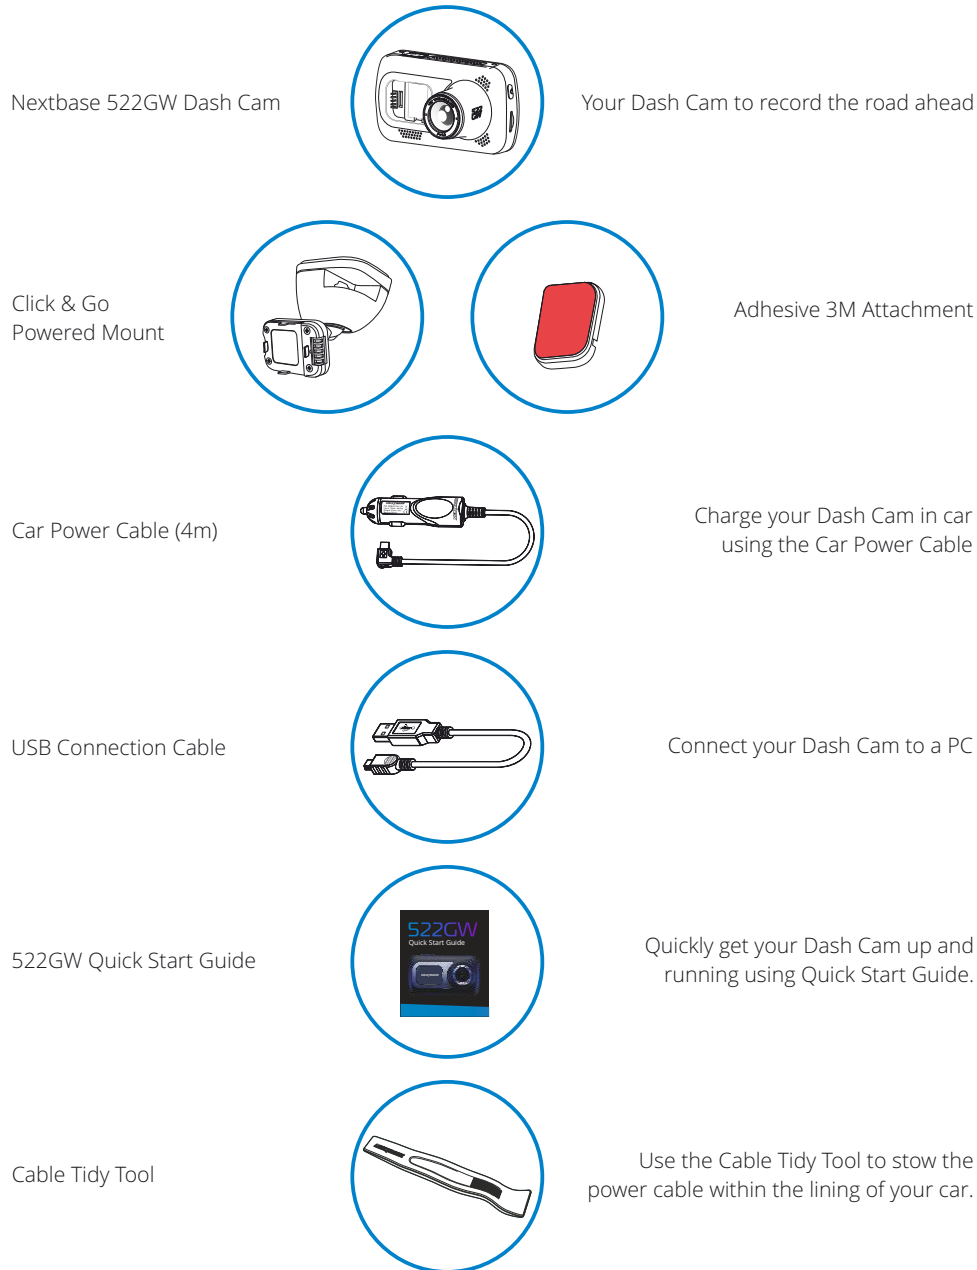 Nextbase 522GW Dash Cam
Your Dash Cam to record the road ahead
Click & Go
Powered Mount
Adhesive 3M Attachment
Car Power Cable (4m)
Charge your Dash Cam in car
using the Car Power Cable
USB Connection Cable
Connect your Dash Cam to a PC
522GW Quick Start Guide
522GW
Quick Start Guide
Quickly get your Dash Cam up and
running using Quick Start Guide.
Cable Tidy Tool
Use the Cable Tidy Tool to stow the
power cable within the lining of your car.